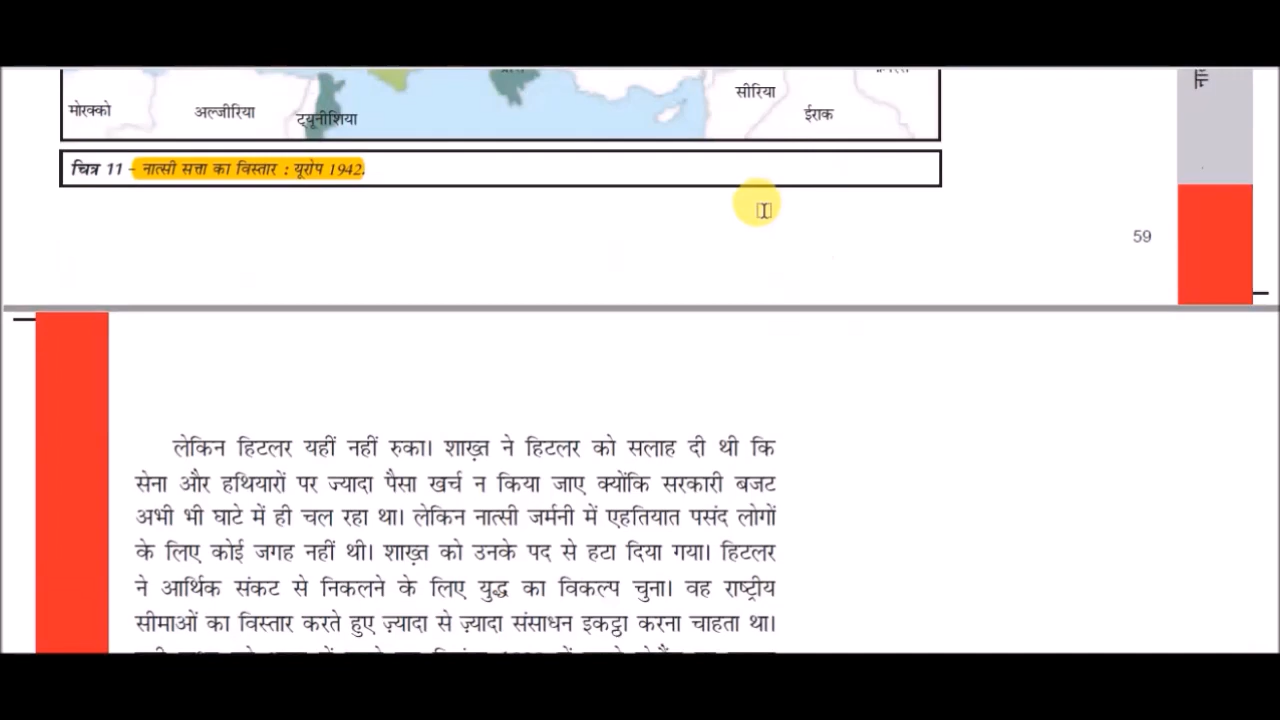 सीरिया
मोरक्को
अल्जीरिया
ट्यूनीशिया
ईराक
चित्र 11 – नात्सी सत्ता का विस्तार : यूरोप 1942.
59
लेकिन हिटलर यहीं नहीं रुका। शाख़्त ने हिटलर को सलाह दी थी कि
सेना और हथियारों पर ज्यादा पैसा खर्च न किया जाए क्योंकि सरकारी बजट
अभी भी घाटे में ही चल रहा था। लेकिन नात्सी जर्मनी में एहतियात पसंद लोगों
के लिए कोई जगह नहीं थी। शाख़्त को उनके पद से हटा दिया गया। हिटलर
ने आर्थिक संकट से निकलने के लिए युद्ध का विकल्प चुना। वह राष्ट्रीय
सीमाओं का विस्तार करते हुए ज़्यादा से ज़्यादा संसाधन इकट्ठा करना चाहता था।